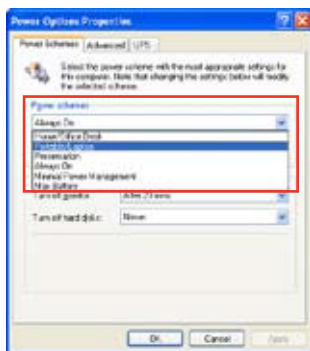 Power Options Properties
Power Schemes
Advanced
UPS
Select the power scheme with the most appropriate settings for
this computer. Note that changing the settings below will modify
the selected scheme.
Power schemes
Always On
Home/Office Desk
Portable/Laptop
Presentation
Always On
Minimal Power Management
Max Battery
Turn off monitor:
After 20 mins
Turn off hard disks:
Never
OK
Cancel
Apply